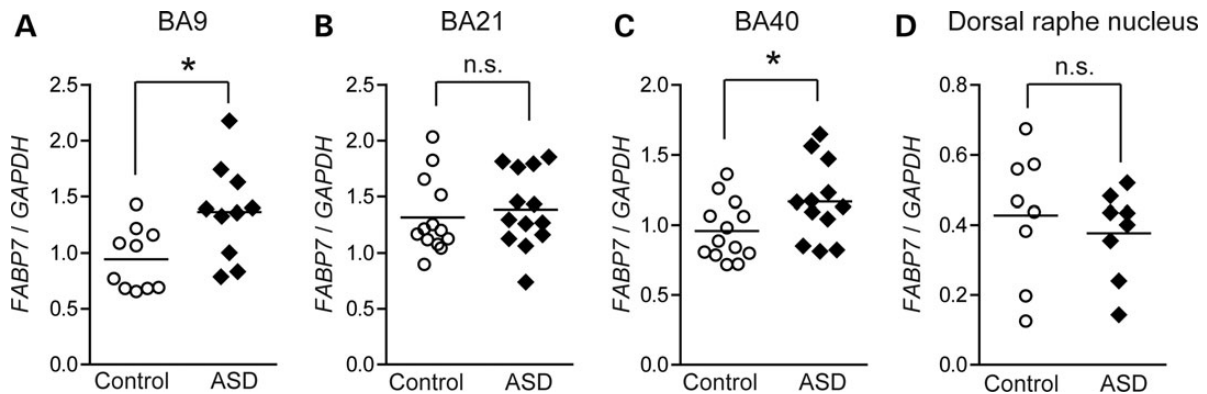 A BA9
*
FABP7 / GAPDH
2.5
2.0
1.5
1.0
0.5
0.0
Control ASD
B BA21
n.s.
FABP7 / GAPDH
2.5
2.0
1.5
1.0
0.5
0.0
Control ASD
C BA40
*
FABP7 / GAPDH
2.0
1.5
1.0
0.5
0.0
Control ASD
D Dorsal raphe nucleus
n.s.
FABP7 / GAPDH
0.8
0.6
0.4
0.2
0.0
Control ASD